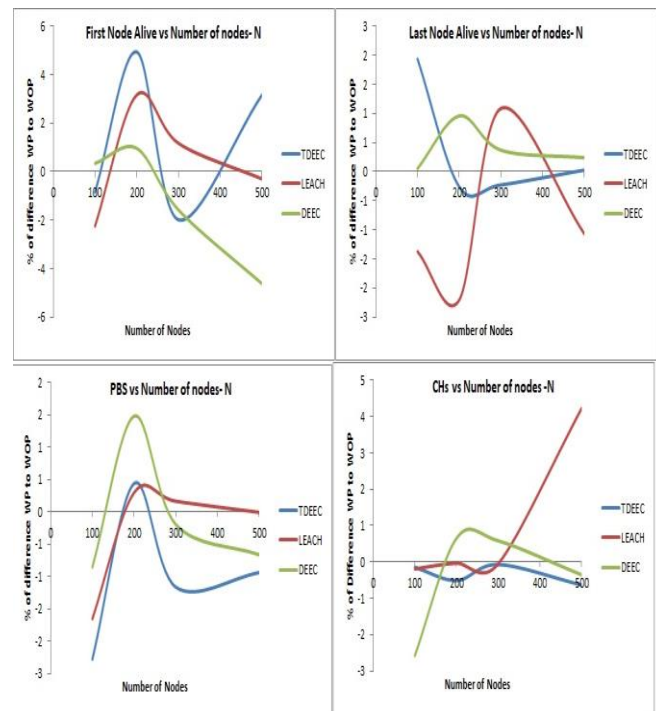 First Node Alive vs Number of nodes- N
% of difference WP to WOP
6
4
2
0
-2
-4
-6
0 100 200 300 400 500
Number of Nodes
TDEEC
LEACH
DEEC
Last Node Alive vs Number of nodes- N
% of difference WP to WOP
3
2
2
1
1
0
-1
-1
-2
-2
-3
0 100 200 300 400 500
Number of Nodes
TDEEC
LEACH
DEEC
PBS vs Number of nodes- N
% of difference WP to WOP
2
2
1
1
0
-1
-1
-2
-2
-3
0 100 200 300 400 500
Number of Nodes
TDEEC
LEACH
DEEC
CHs vs Number of nodes -N
% of Difference WP to WOP
5
4
3
2
1
0
-1
-2
-3
0 100 200 300 400 500
Number of Nodes
TDEEC
LEACH
DEEC